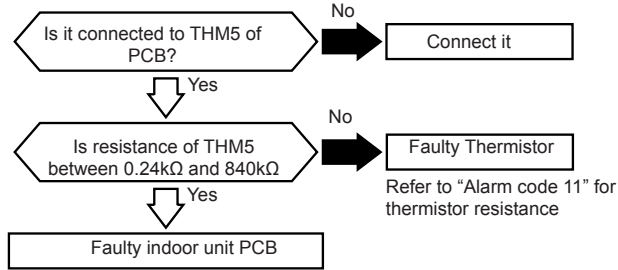 Is it connected to THM5 of
PCB?
No
Connect it
Yes
Is resistance of THM5
between 0.24kΩ and 840kΩ
No
Faulty Thermistor
Refer to “Alarm code 11” for
thermistor resistance
Yes
Faulty indoor unit PCB